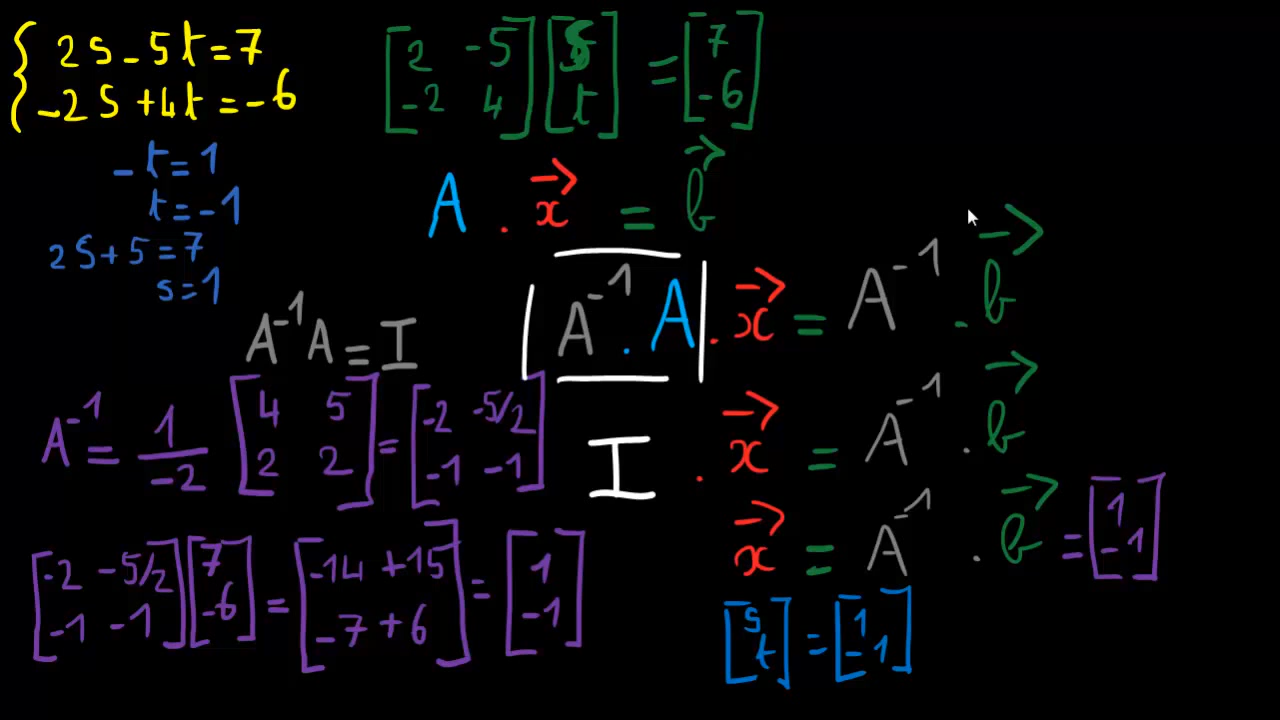 2s - 5t = 7
-2s + 4t = -6
[2 -5; -2 4] [s; t] = [7; -6]
-t = 1
t = -1
2s + 5 = 7
s = 1
A . x⃗ = b⃗
A⁻¹ . A . x⃗ = A⁻¹ . b⃗
A⁻¹A = I
A⁻¹ = 1/-2 [4 5; 2 2] = [-2 -5/2; -1 -1]
I . x⃗ = A⁻¹ . b⃗
x⃗ = A⁻¹ . b⃗ = [1; -1]
[-2 -5/2; -1 -1] [7; -6] = [-14 + 15; -7 + 6] = [1; -1]
[s; t] = [1; -1]